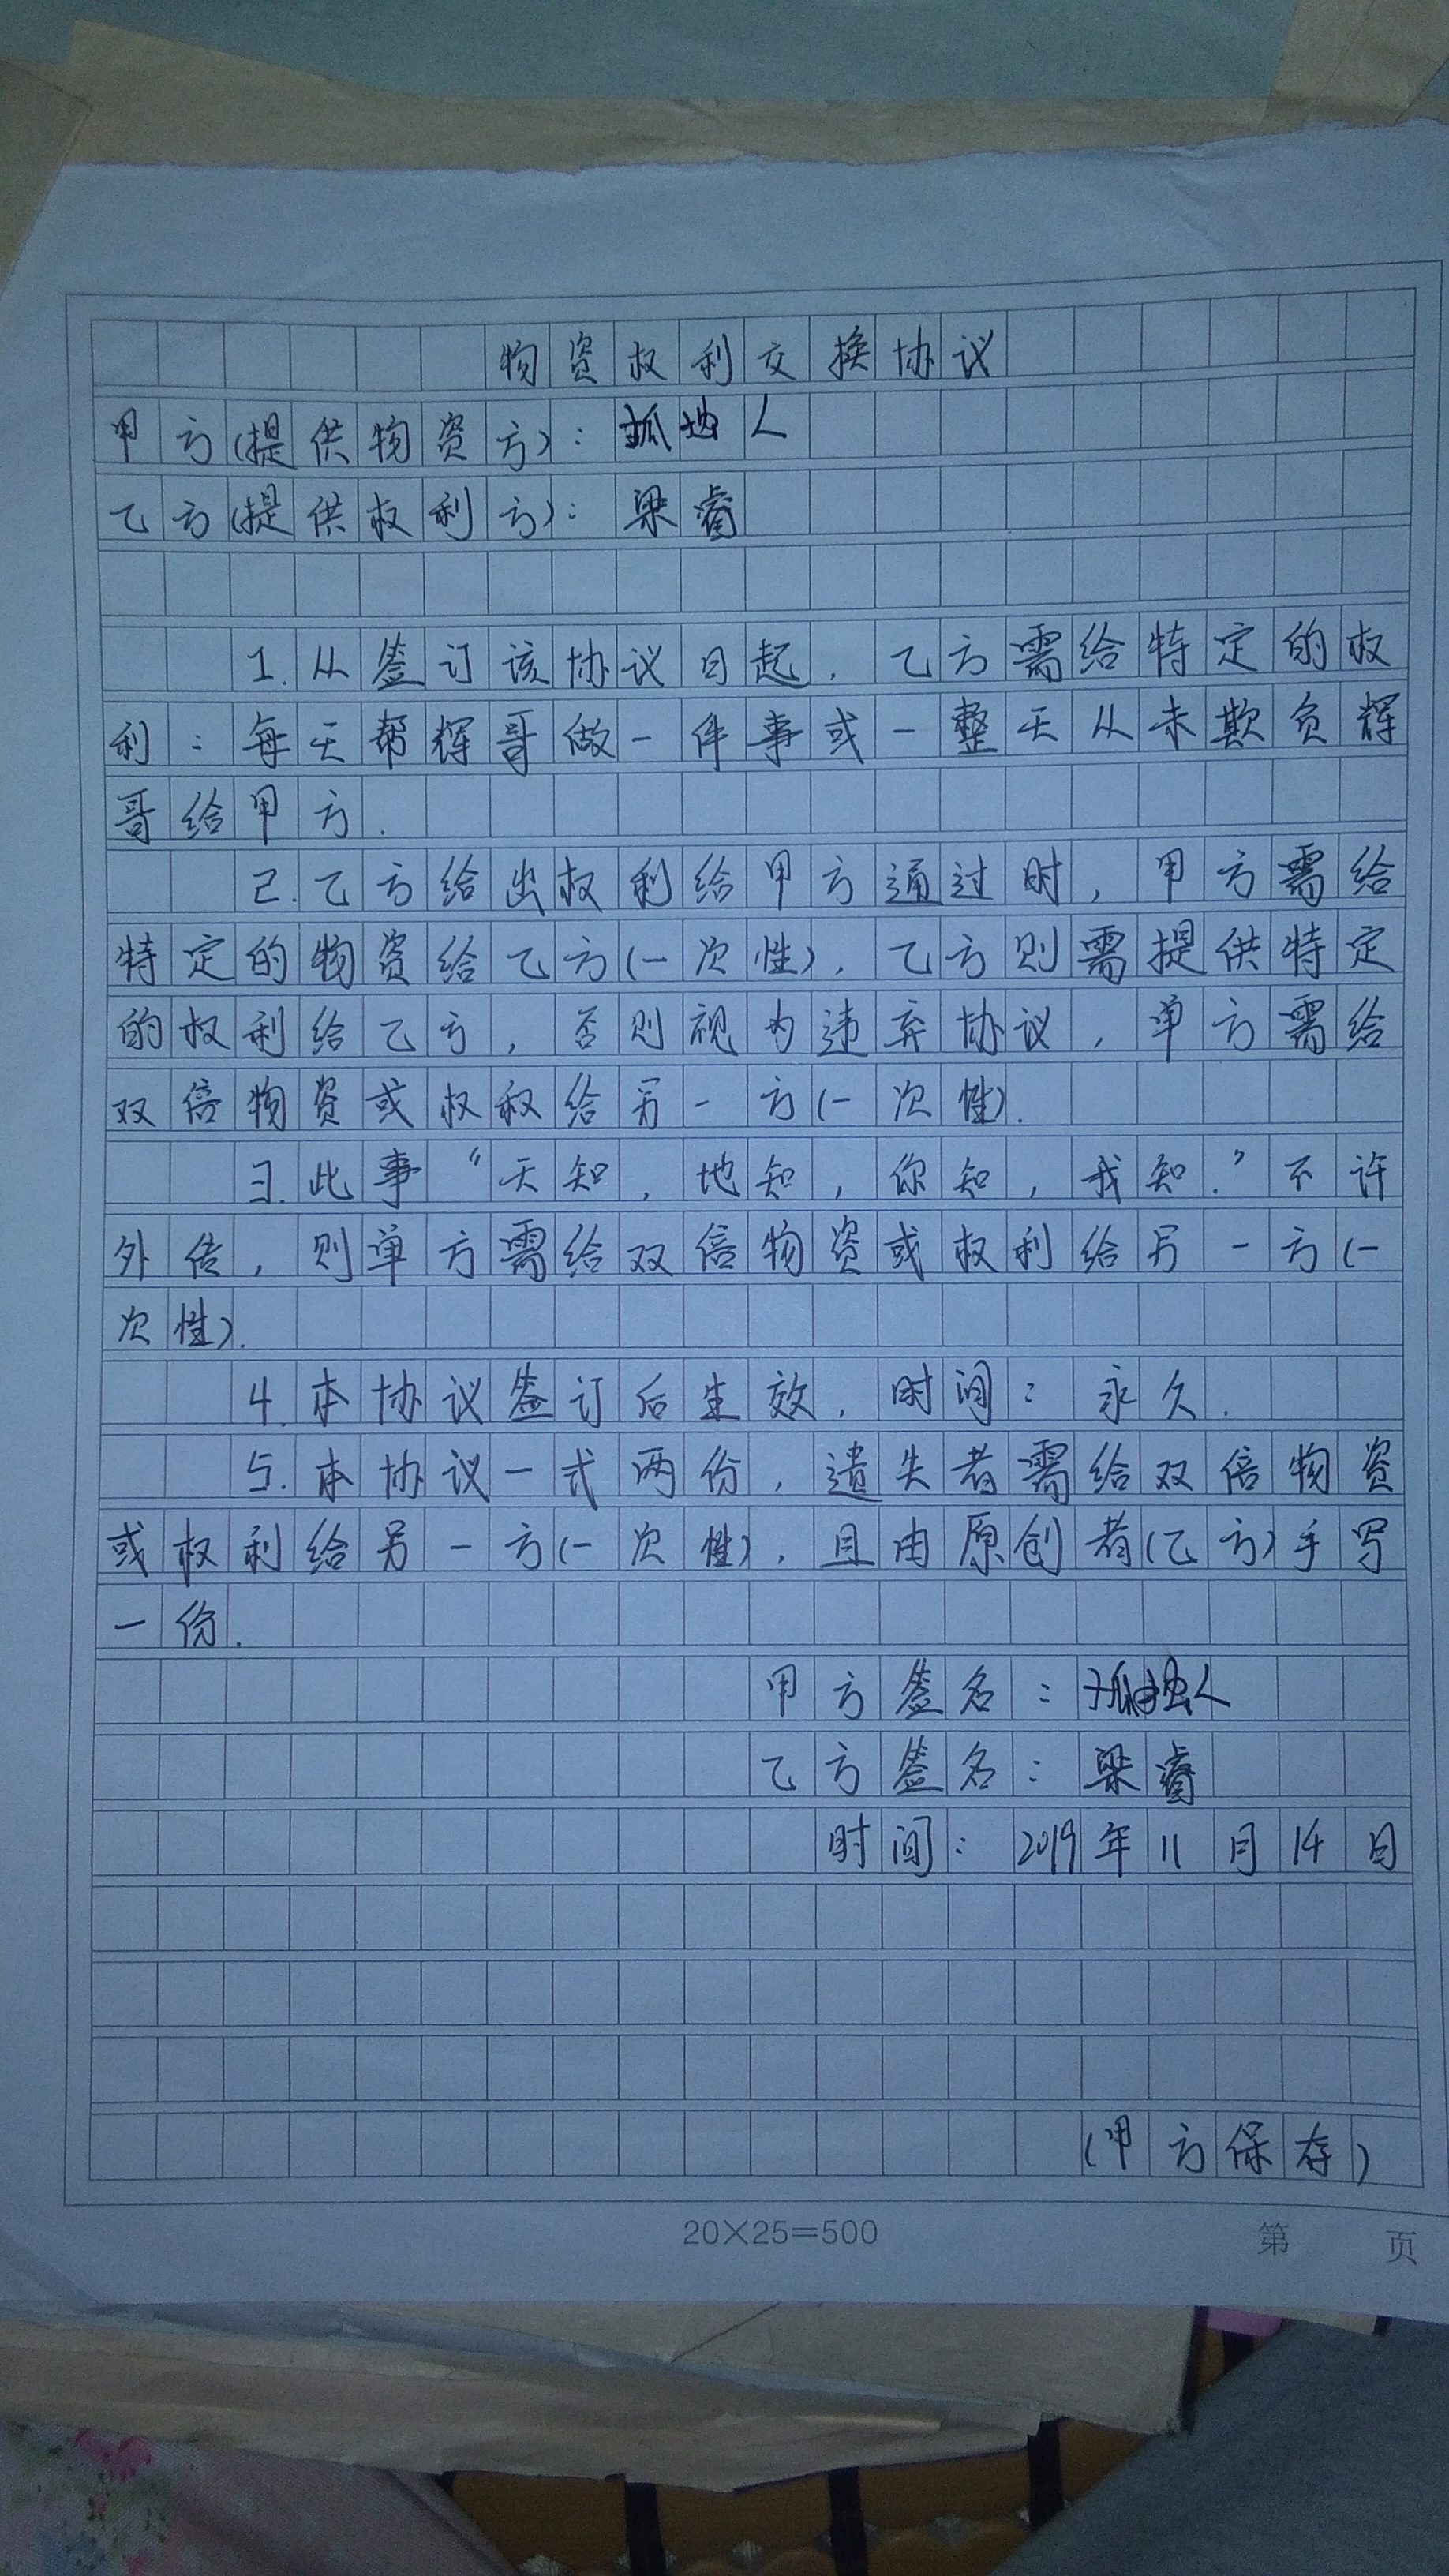 物资权利交换协议
甲方(提供物资方): 孤独人
乙方(提供权利方): 梁睿
1.从签订该协议日起,乙方需给特定的权
利:每天帮辉哥做一件事或一整天从未欺负辉
哥给甲方.
2.乙方给出权利给甲方通过时,甲方需给
特定的物资给乙方(一次性),乙方则需提供特定
的权利给乙方,否则视为违弃协议,单方需给
双倍物资或权利给另一方(一次性).
3.此事“天知,地知,你知,我知.”不许
外传,则单方需给双倍物资或权利给另一方(一
次性).
4.本协议签订后生效,时间:永久.
5.本协议一式两份,遗失者需给双倍物资
或权利给另一方(一次性),且由原创者(乙方)手写
一份.
甲方签名:孤独人
乙方签名:梁睿
时间:2019年11月14日
(甲方保存)
20×25=500 第 页